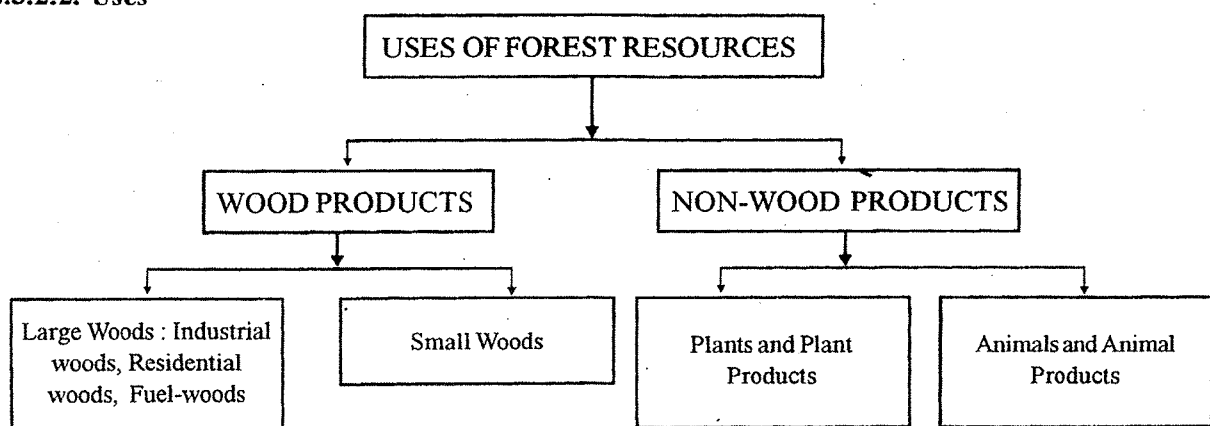 Uses
USES OF FOREST RESOURCES
WOOD PRODUCTS
NON-WOOD PRODUCTS
Large Woods : Industrial
woods, Residential
woods, Fuel-woods
Small Woods
Plants and Plant
Products
Animals and Animal
Products